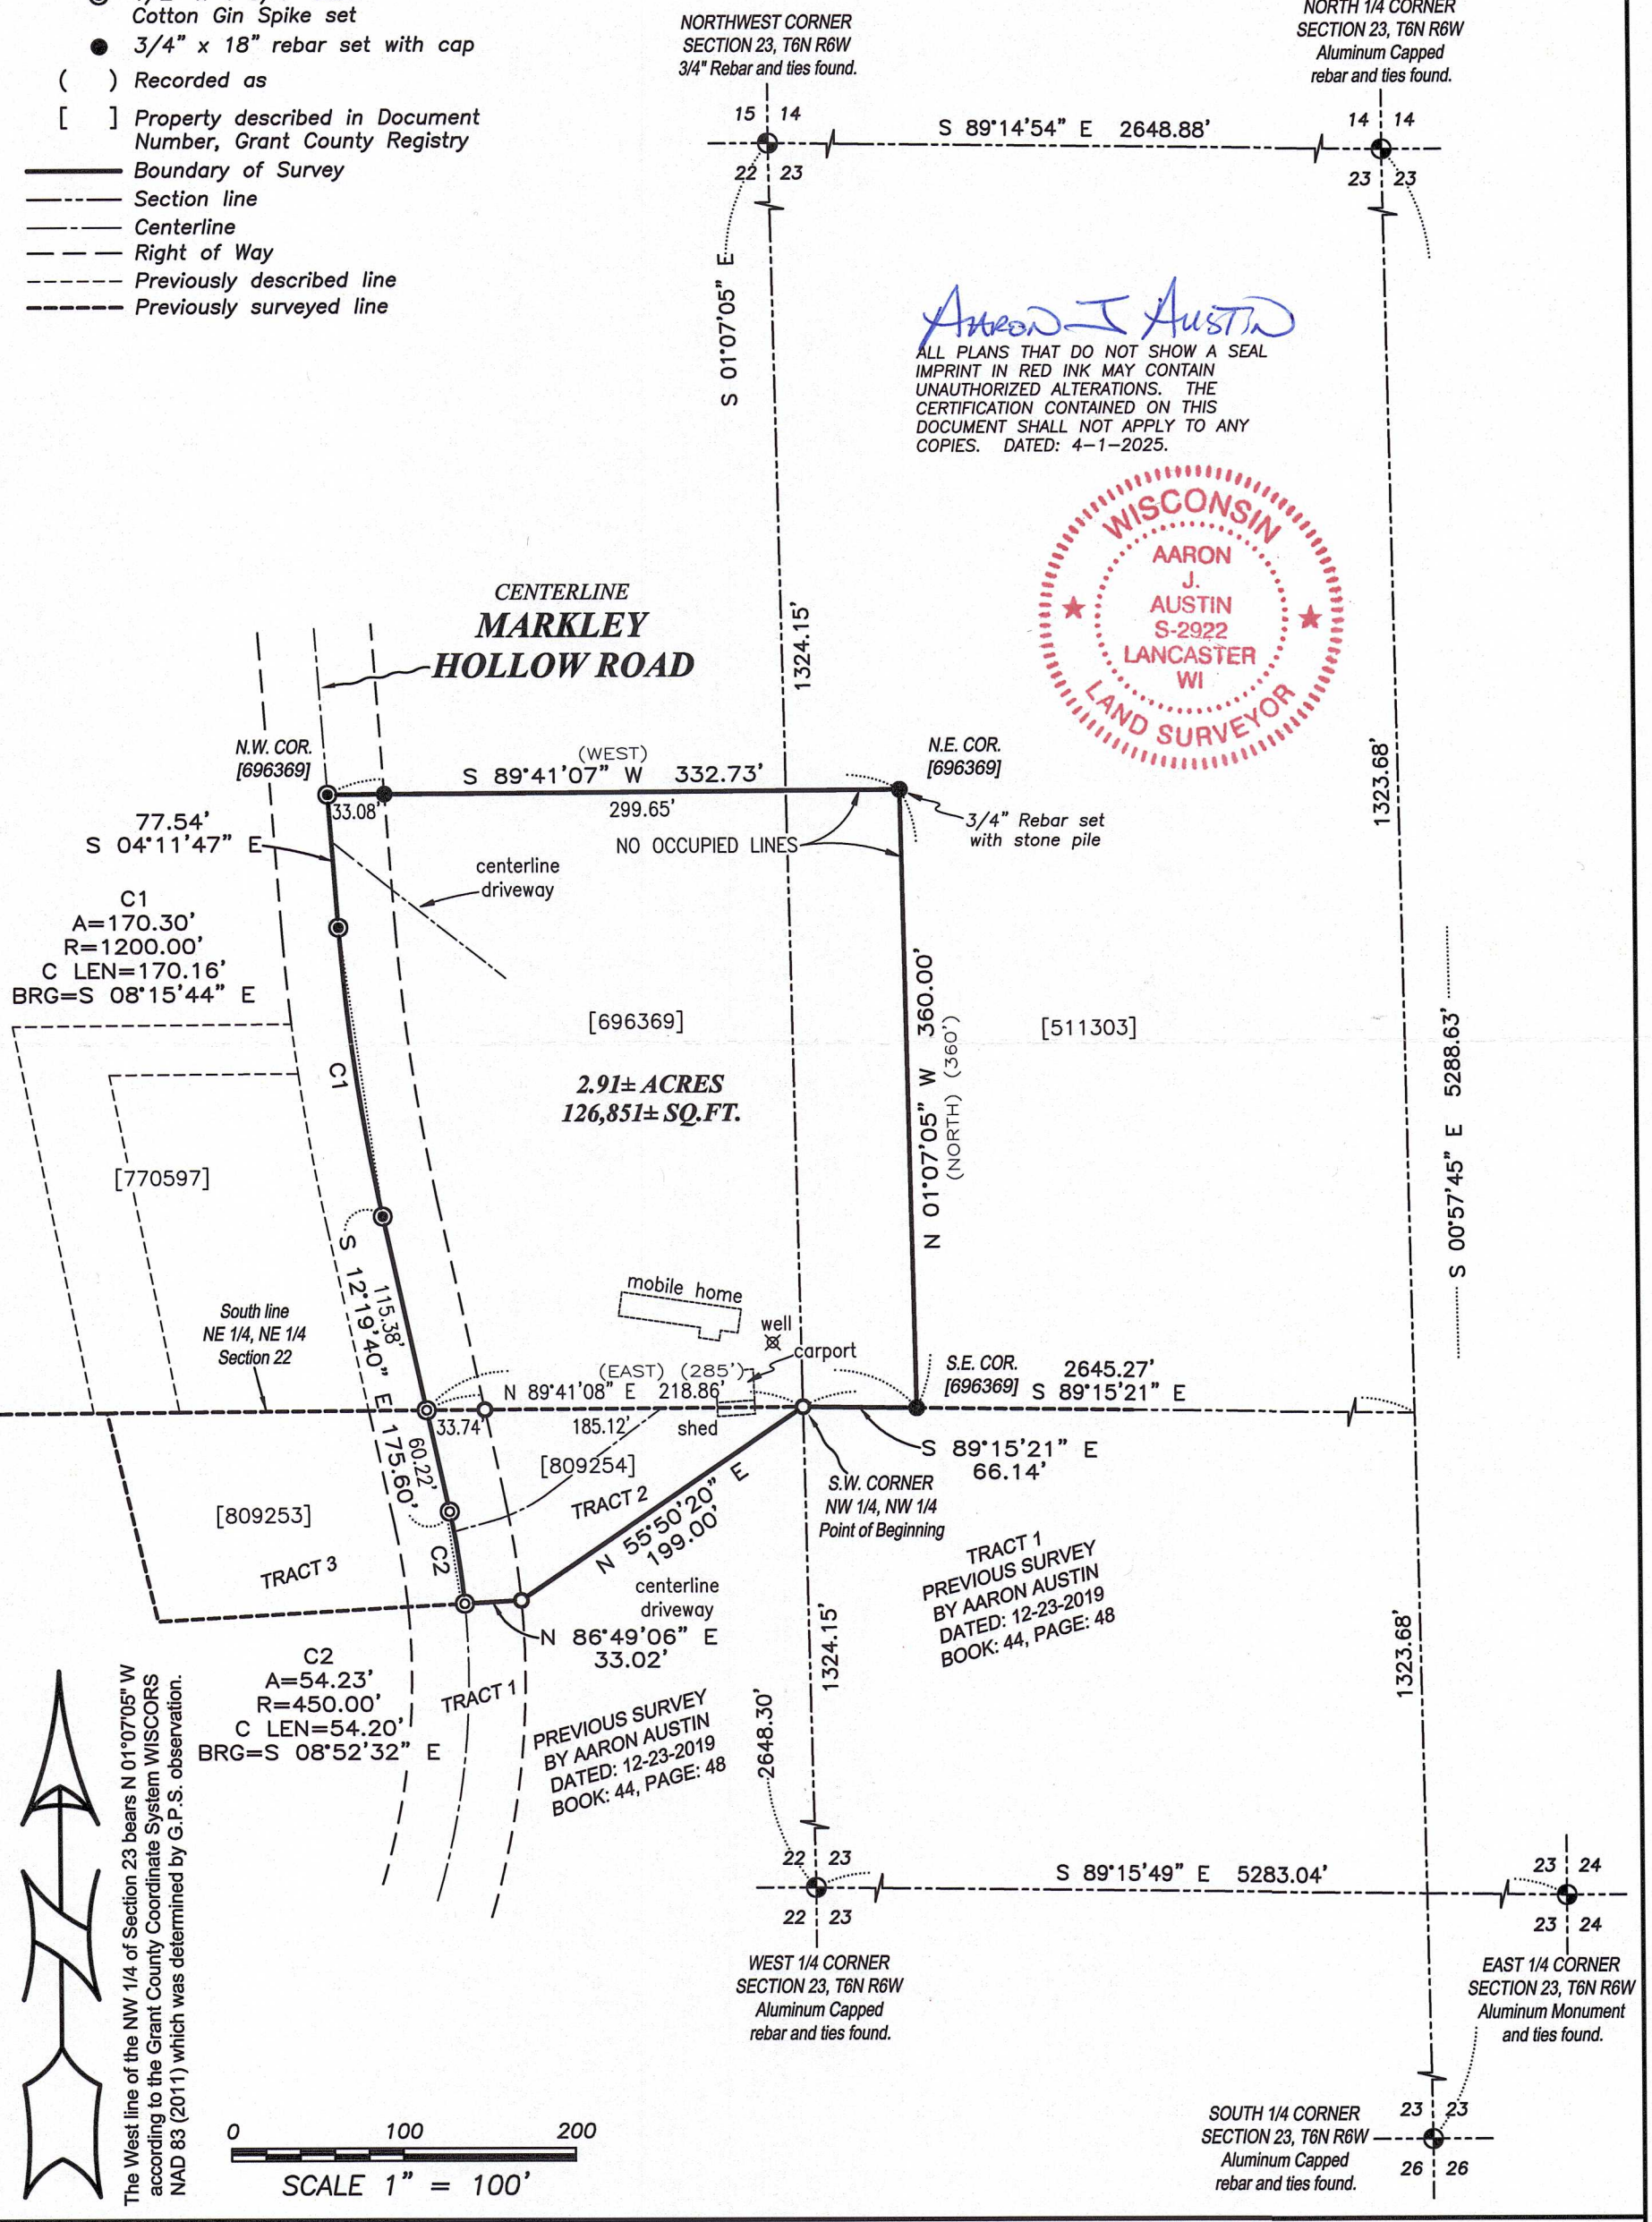 Cotton Gin Spike set
3/4” x 18” rebar set with cap
( ) Recorded as
[ ] Property described in Document
Number, Grant County Registry
Boundary of Survey
Section line
Centerline
Right of Way
Previously described line
Previously surveyed line
NORTHWEST CORNER
SECTION 23, T6N R6W
3/4" Rebar and ties found.
NORTH 1/4 CORNER
SECTION 23, T6N R6W
Aluminum Capped
rebar and ties found.
15 14
22 23
S 89°14'54” E 2648.88'
14 14
23 23
S 01°07'05” E
1324.15'
AARON J AUSTIN
ALL PLANS THAT DO NOT SHOW A SEAL
IMPRINT IN RED INK MAY CONTAIN
UNAUTHORIZED ALTERATIONS. THE
CERTIFICATION CONTAINED ON THIS
DOCUMENT SHALL NOT APPLY TO ANY
COPIES. DATED: 4-1-2025.
WISCONSIN
AARON
J.
AUSTIN
S-2922
LANCASTER
WI
LAND SURVEYOR
1323.68'
CENTERLINE
MARKLEY
HOLLOW ROAD
N.W. COR.
[696369]
(WEST)
S 89°41'07” W 332.73'
33.08'
299.65'
N.E. COR.
[696369]
3/4” Rebar set
with stone pile
NO OCCUPIED LINES
77.54'
S 04°11'47” E
centerline
driveway
C1
A=170.30'
R=1200.00'
C LEN=170.16'
BRG=S 08°15'44” E
C1
[696369]
2.91± ACRES
126,851± SQ.FT.
N 01°07'05” W 360.00'
(NORTH) (360')
[511303]
S 00°57'45” E 5288.63'
[770597]
S 12°19'40” E 175.60'
115.38'
60.22'
South line
NE 1/4, NE 1/4
Section 22
mobile home
well
carport
(EAST) (285')
N 89°41'08” E 218.86'
33.74'
185.12'
shed
S.E. COR.
[696369]
2645.27'
S 89°15'21” E
S 89°15'21” E
66.14'
[809254]
TRACT 2
N 55°50'20” E
199.00'
S.W. CORNER
NW 1/4, NW 1/4
Point of Beginning
[809253]
TRACT 3
C2
centerline
driveway
N 86°49'06” E
33.02'
TRACT 1
PREVIOUS SURVEY
BY AARON AUSTIN
DATED: 12-23-2019
BOOK: 44, PAGE: 48
C2
A=54.23'
R=450.00'
C LEN=54.20'
BRG=S 08°52'32” E
TRACT 1
PREVIOUS SURVEY
BY AARON AUSTIN
DATED: 12-23-2019
BOOK: 44, PAGE: 48
1324.15'
2648.30'
1323.68'
22 23
22 23
S 89°15'49” E 5283.04'
23 24
23 24
WEST 1/4 CORNER
SECTION 23, T6N R6W
Aluminum Capped
rebar and ties found.
EAST 1/4 CORNER
SECTION 23, T6N R6W
Aluminum Monument
and ties found.
SOUTH 1/4 CORNER
SECTION 23, T6N R6W
Aluminum Capped
rebar and ties found.
23 23
26 26
The West line of the NW 1/4 of Section 23 bears N 01°07'05" W
according to the Grant County Coordinate System WISCORS
NAD 83 (2011) which was determined by G.P.S. observation.
N
0 100 200
SCALE 1” = 100'